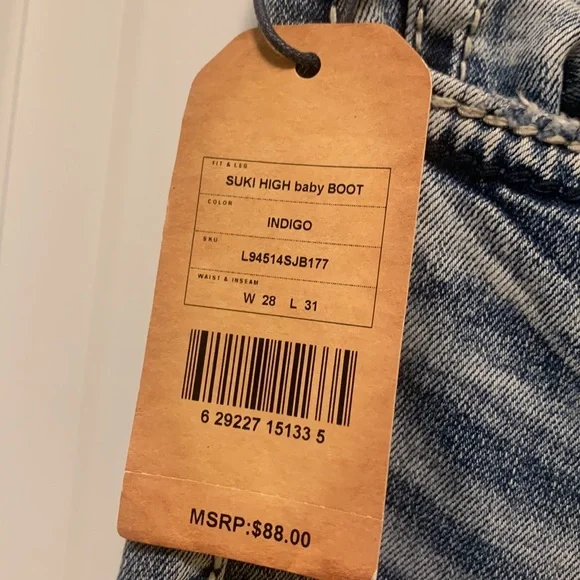 FIT & LEG
SUKI HIGH baby BOOT
COLOR
INDIGO
SKU
L94514SJB177
WAIST & INSEAM
W 28 L 31
6 29227 15133 5
MSRP:$88.00